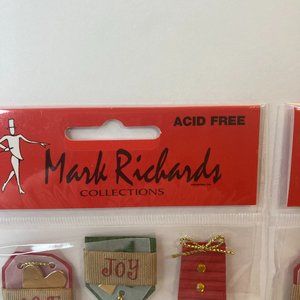 ACID FREE
Mark Richards
COLLECTIONS
JOY